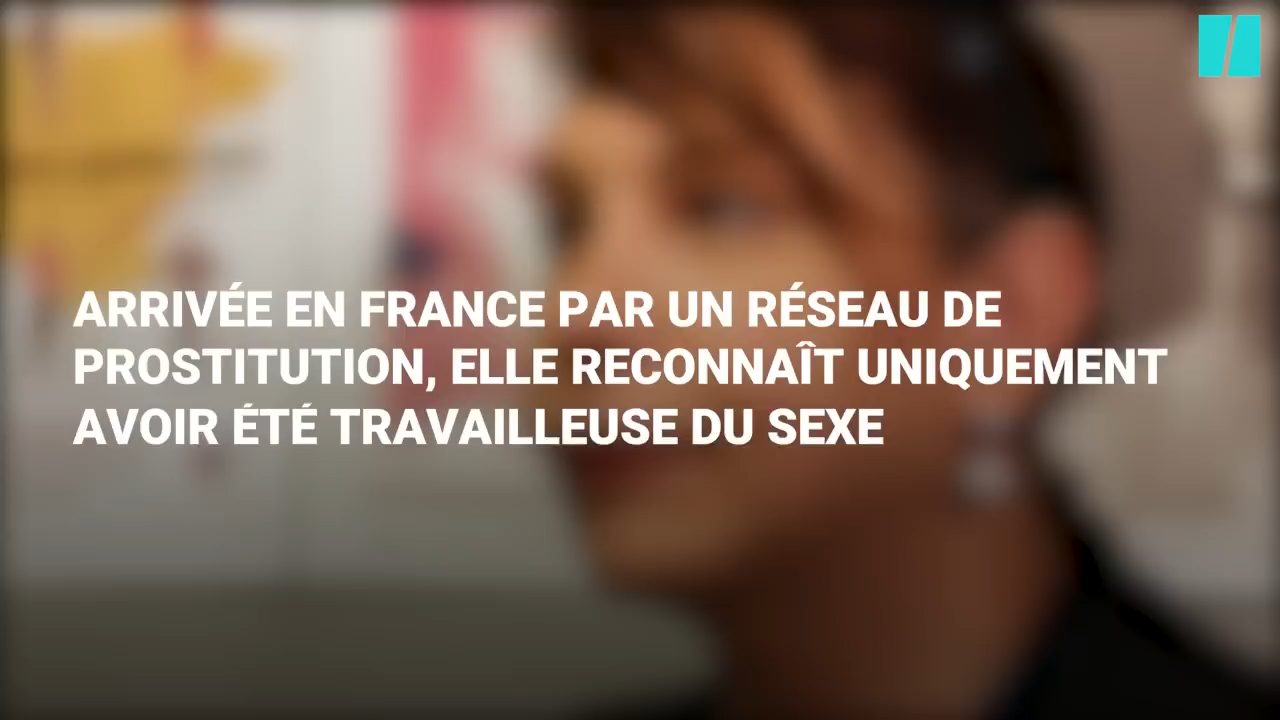 ARRIVÉE EN FRANCE PAR UN RÉSEAU DE
PROSTITUTION, ELLE RECONNAÎT UNIQUEMENT
AVOIR ÉTÉ TRAVAILLEUSE DU SEXE